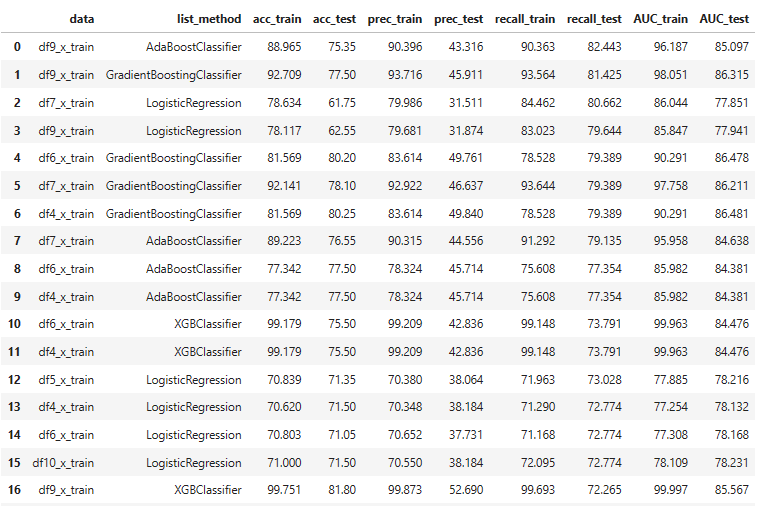 data list_method acc_train acc_test prec_train prec_test recall_train recall_test AUC_train AUC_test
0 df9_x_train AdaBoostClassifier 88.965 75.35 90.396 43.316 90.363 82.443 96.187 85.097
1 df9_x_train GradientBoostingClassifier 92.709 77.50 93.716 45.911 93.564 81.425 98.051 86.315
2 df7_x_train LogisticRegression 78.634 61.75 79.986 31.511 84.462 80.662 86.044 77.851
3 df9_x_train LogisticRegression 78.117 62.55 79.681 31.874 83.023 79.644 85.847 77.941
4 df6_x_train GradientBoostingClassifier 81.569 80.20 83.614 49.761 78.528 79.389 90.291 86.478
5 df7_x_train GradientBoostingClassifier 92.141 78.10 92.922 46.637 93.644 79.389 97.758 86.211
6 df4_x_train GradientBoostingClassifier 81.569 80.25 83.614 49.840 78.528 79.389 90.291 86.481
7 df7_x_train AdaBoostClassifier 89.223 76.55 90.315 44.556 91.292 79.135 95.958 84.638
8 df6_x_train AdaBoostClassifier 77.342 77.50 78.324 45.714 75.608 77.354 85.982 84.381
9 df4_x_train AdaBoostClassifier 77.342 77.50 78.324 45.714 75.608 77.354 85.982 84.381
10 df6_x_train XGBClassifier 99.179 75.50 99.209 42.836 99.148 73.791 99.963 84.476
11 df4_x_train XGBClassifier 99.179 75.50 99.209 42.836 99.148 73.791 99.963 84.476
12 df5_x_train LogisticRegression 70.839 71.35 70.380 38.064 71.963 73.028 77.885 78.216
13 df4_x_train LogisticRegression 70.620 71.50 70.348 38.184 71.290 72.774 77.254 78.132
14 df6_x_train LogisticRegression 70.803 71.05 70.652 37.731 71.168 72.774 77.308 78.168
15 df10_x_train LogisticRegression 71.000 71.50 70.550 38.184 72.095 72.774 78.109 78.231
16 df9_x_train XGBClassifier 99.751 81.80 99.873 52.690 99.693 72.265 99.997 85.567